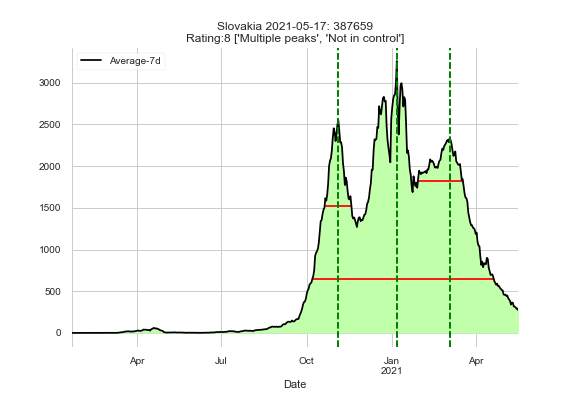 Slovakia 2021-05-17: 387659
Rating:8 ['Multiple peaks', 'Not in control']
Average-7d
3000
2500
2000
1500
1000
500
0
Apr
Jul
Oct
Jan
2021
Apr
Date